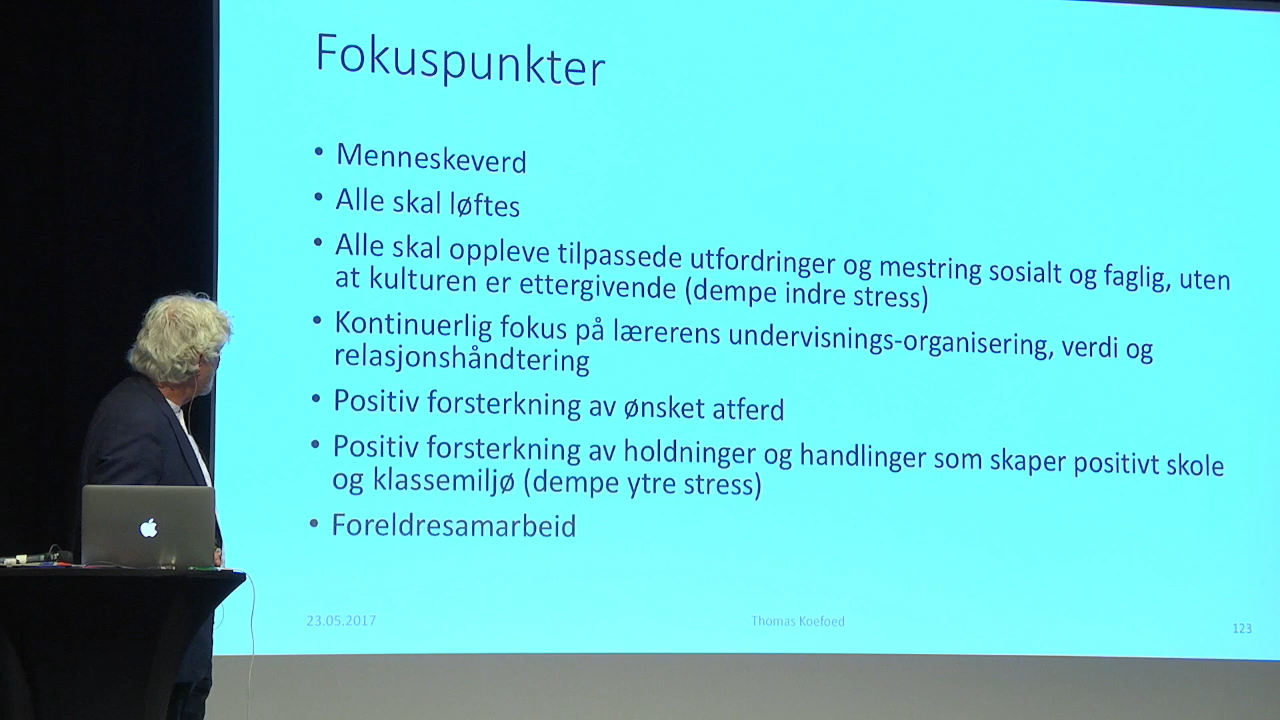 Fokuspunkter
• Menneskeverd
• Alle skal løftes
• Alle skal oppleve tilpassede utfordringer og mestring sosialt og faglig, uten
at kulturen er ettergivende (dempe indre stress)
• Kontinuerlig fokus på lærerens undervisnings-organisering, verdi og
relasjonshåndtering
• Positiv forsterkning av ønsket atferd
• Positiv forsterkning av holdninger og handlinger som skaper positivt skole
og klassemiljø (dempe ytre stress)
• Foreldresamarbeid
23.05.2017
Thomas Koefoed
123